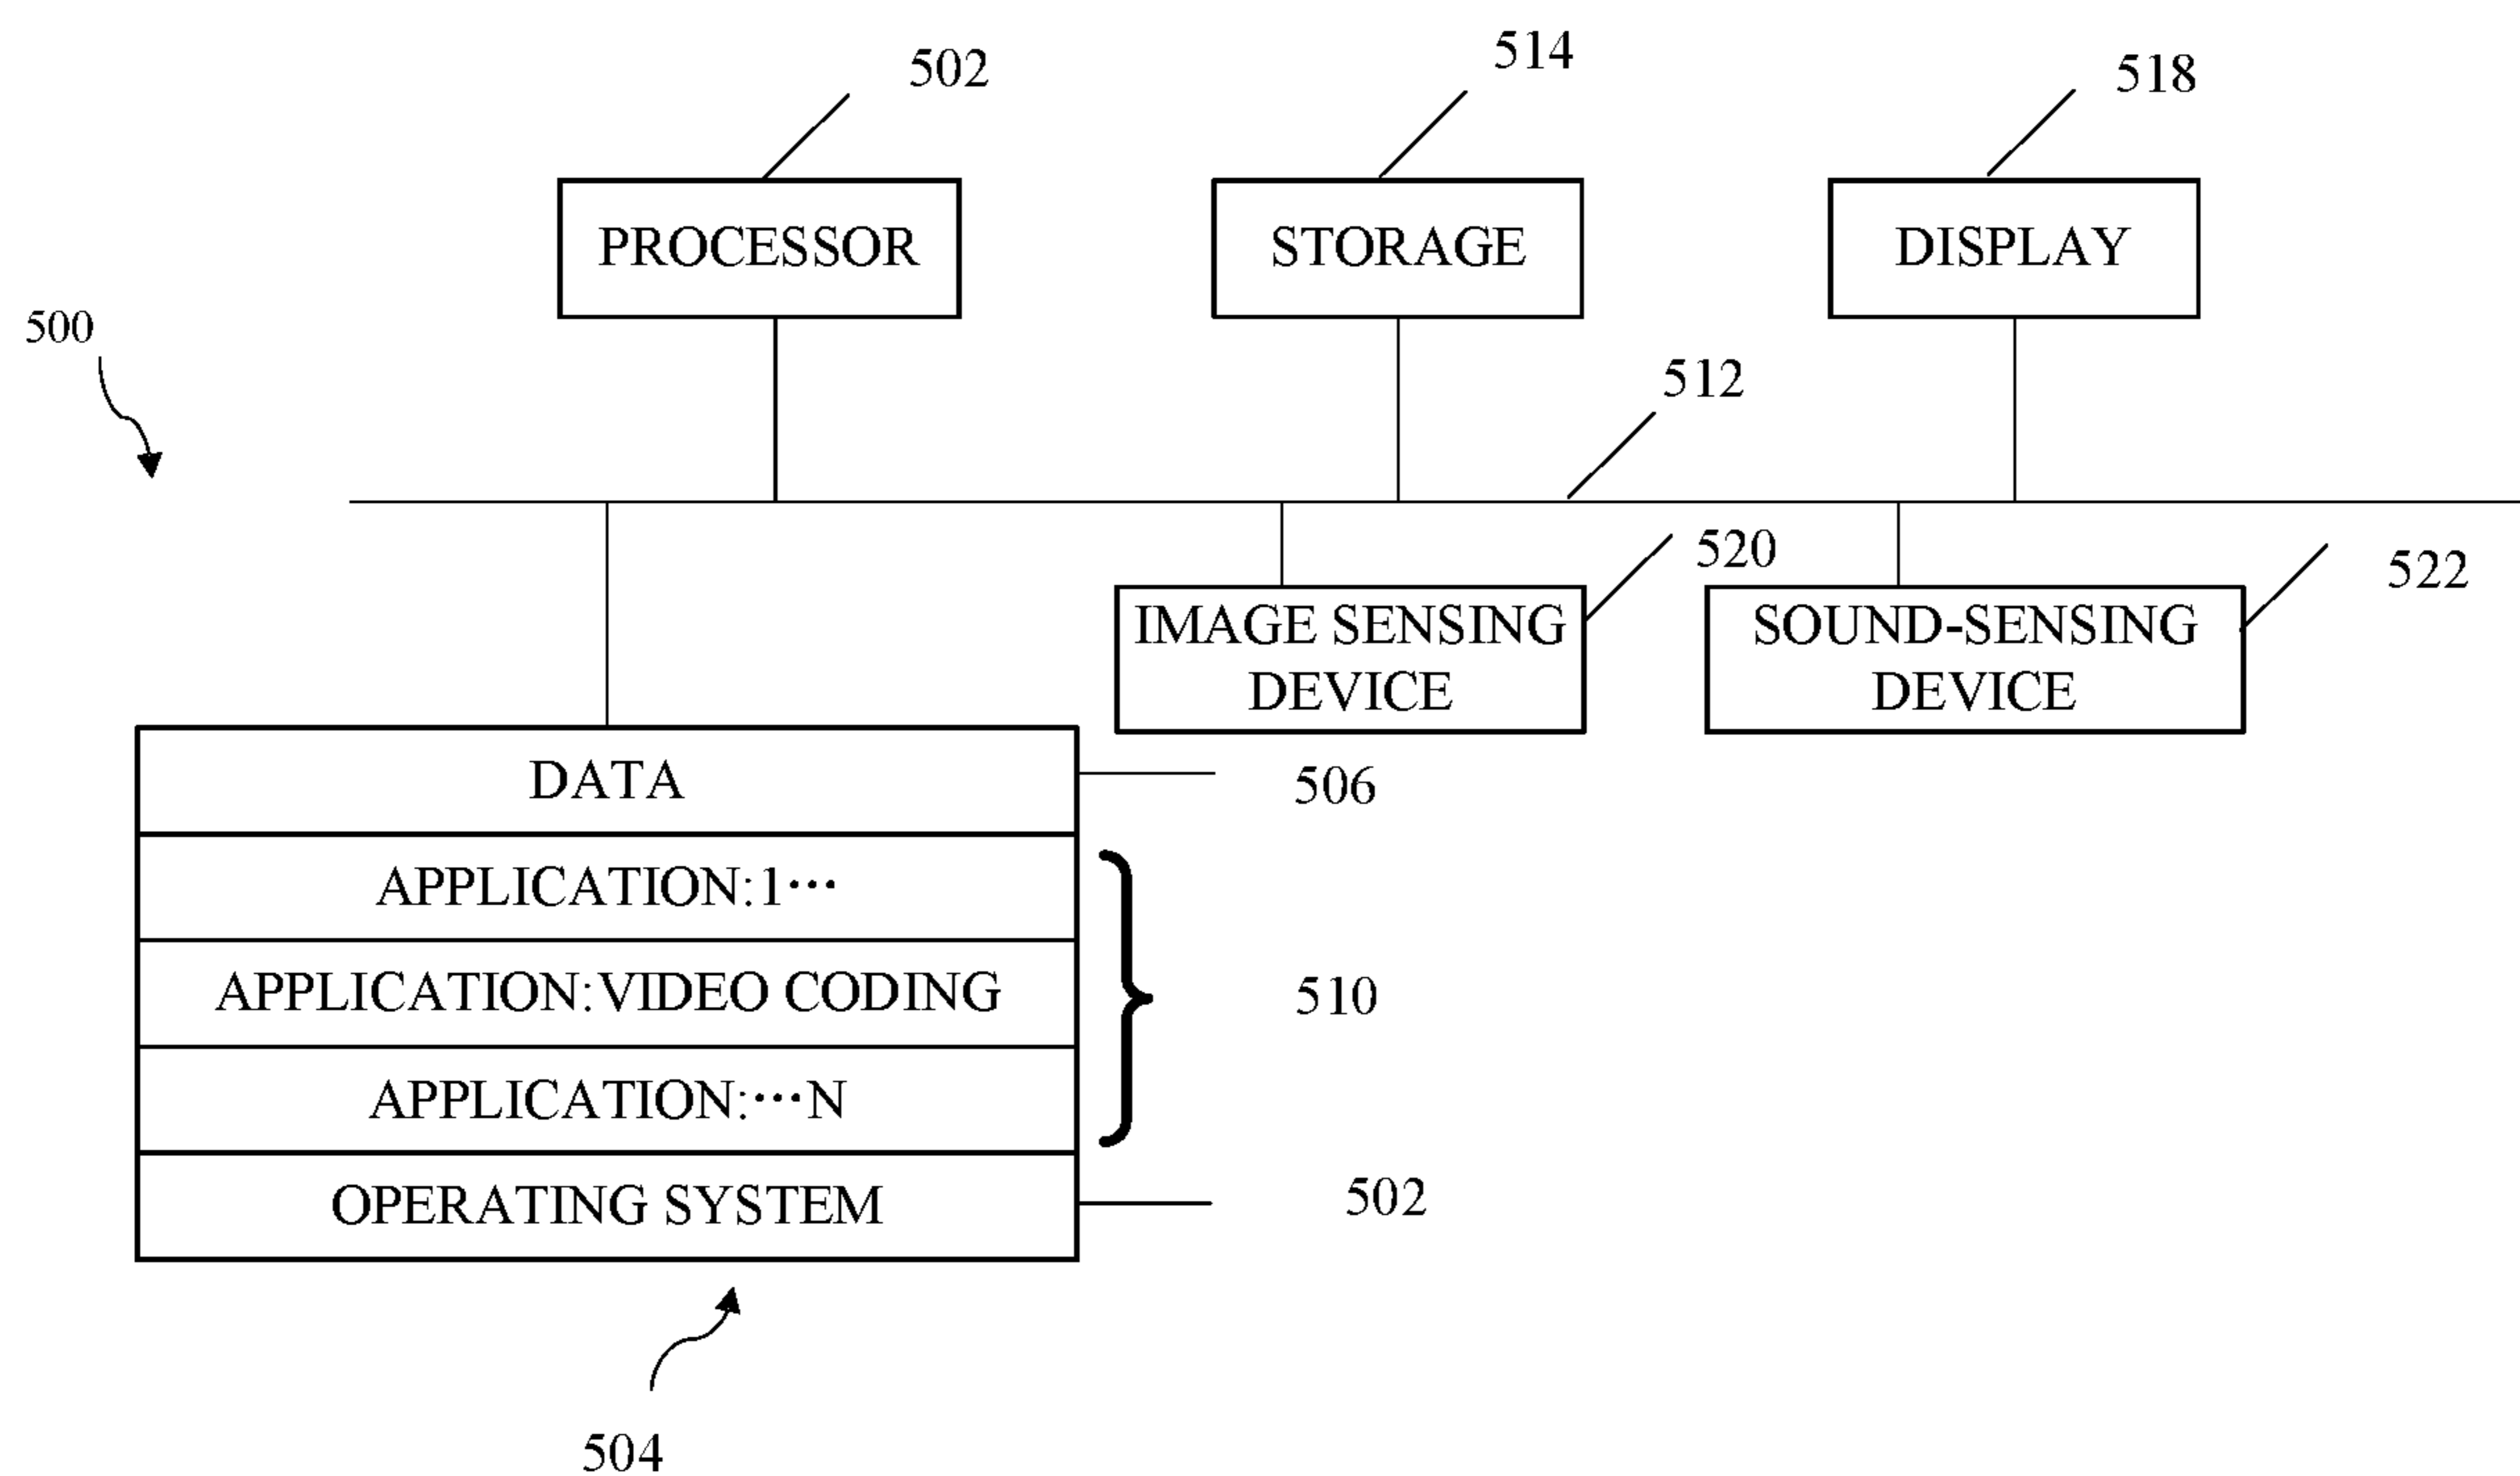 502
514
518
PROCESSOR
STORAGE
DISPLAY
500
512
520
522
IMAGE SENSING
DEVICE
SOUND-SENSING
DEVICE
DATA
506
APPLICATION:1···
APPLICATION:VIDEO CODING
510
APPLICATION:···N
OPERATING SYSTEM
502
504